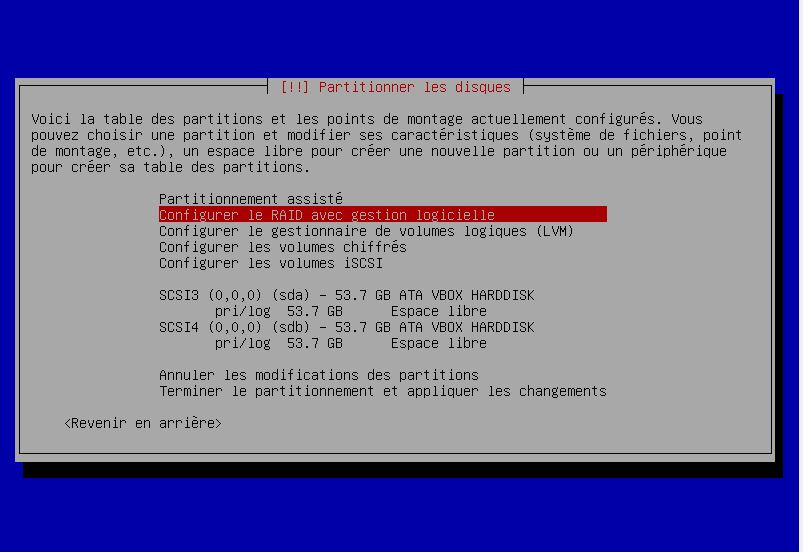 [!!] Partitionner les disques
Voici la table des partitions et les points de montage actuellement configurés. Vous
pouvez choisir une partition et modifier ses caractéristiques (système de fichiers, point
de montage, etc.), un espace libre pour créer une nouvelle partition ou un périphérique
pour créer sa table des partitions.
Partitionnement assisté
Configurer le RAID avec gestion logicielle
Configurer le gestionnaire de volumes logiques (LVM)
Configurer les volumes chiffrés
Configurer les volumes iSCSI
SCSI3 (0,0,0) (sda) - 53.7 GB ATA VBOX HARDDISK
pri/log 53.7 GB Espace libre
SCSI4 (0,0,0) (sdb) - 53.7 GB ATA VBOX HARDDISK
pri/log 53.7 GB Espace libre
Annuler les modifications des partitions
Terminer le partitionnement et appliquer les changements
<Revenir en arrière>